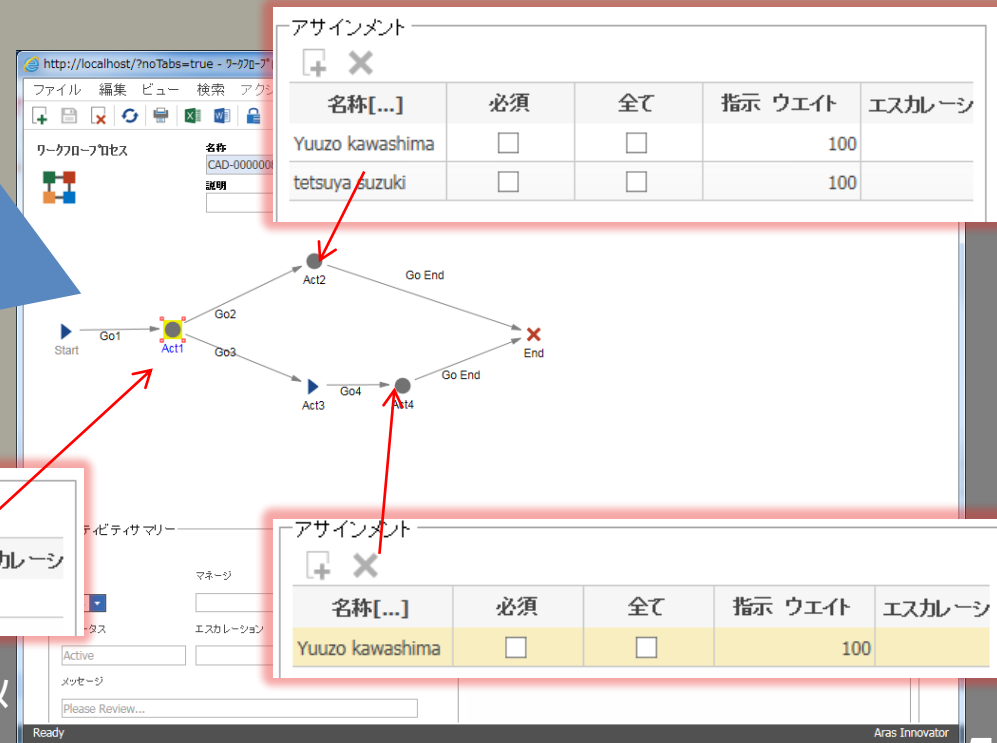 アサインメント
名称[...] 必須 全て 指示 ウエイト エスカレーシ
Yuuzo kawashima 100
tetsuya suzuki 100
http://localhost/?noTabs=true - ワークフロープロ
ファイル 編集 ビュー 検索 アクシ
ワークフロープロセス
名称
CAD-0000000
説明
Act2
Go End
Go2
Start
Go1
Act1
Go3
End
Go End
Go4
Act3
Act4
カレーシ
ィビティサマリー
マネージ
タス
エスカレーション
Active
メッセージ
Please Review...
アサインメント
名称[...] 必須 全て 指示 ウエイト エスカレーシ
Yuuzo kawashima 100
Ready
Aras Innovator